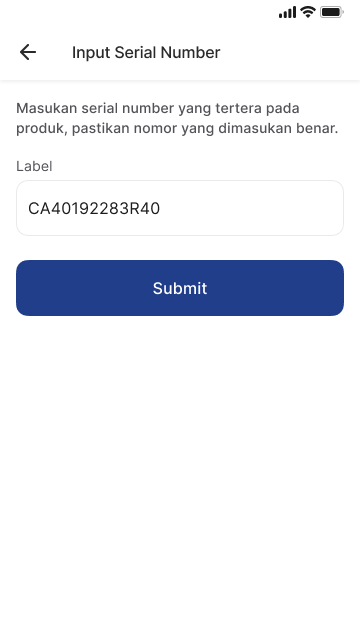 Input Serial Number
Masukan serial number yang tertera pada
produk, pastikan nomor yang dimasukan benar.
Label
CA40192283R40
Submit